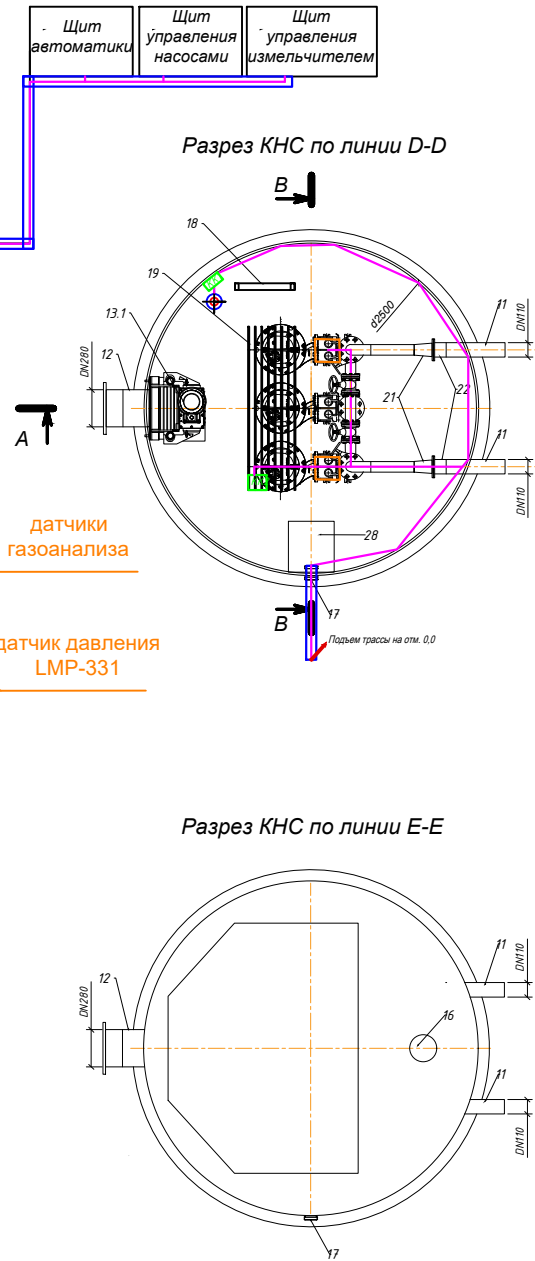 Щит
автоматики
Щит
управления
насосами
Щит
управления
измельчителем
Разрез КНС по линии D-D
B
18
19
13.1
12
DN280
A
d2500
11
DN110
21
22
11
DN110
датчики
газоанализа
28
17
B
Подъем трассы на отм. 0,0
датчик давления
LMP-331
Разрез КНС по линии E-E
12
DN280
11
DN110
16
11
DN110
17